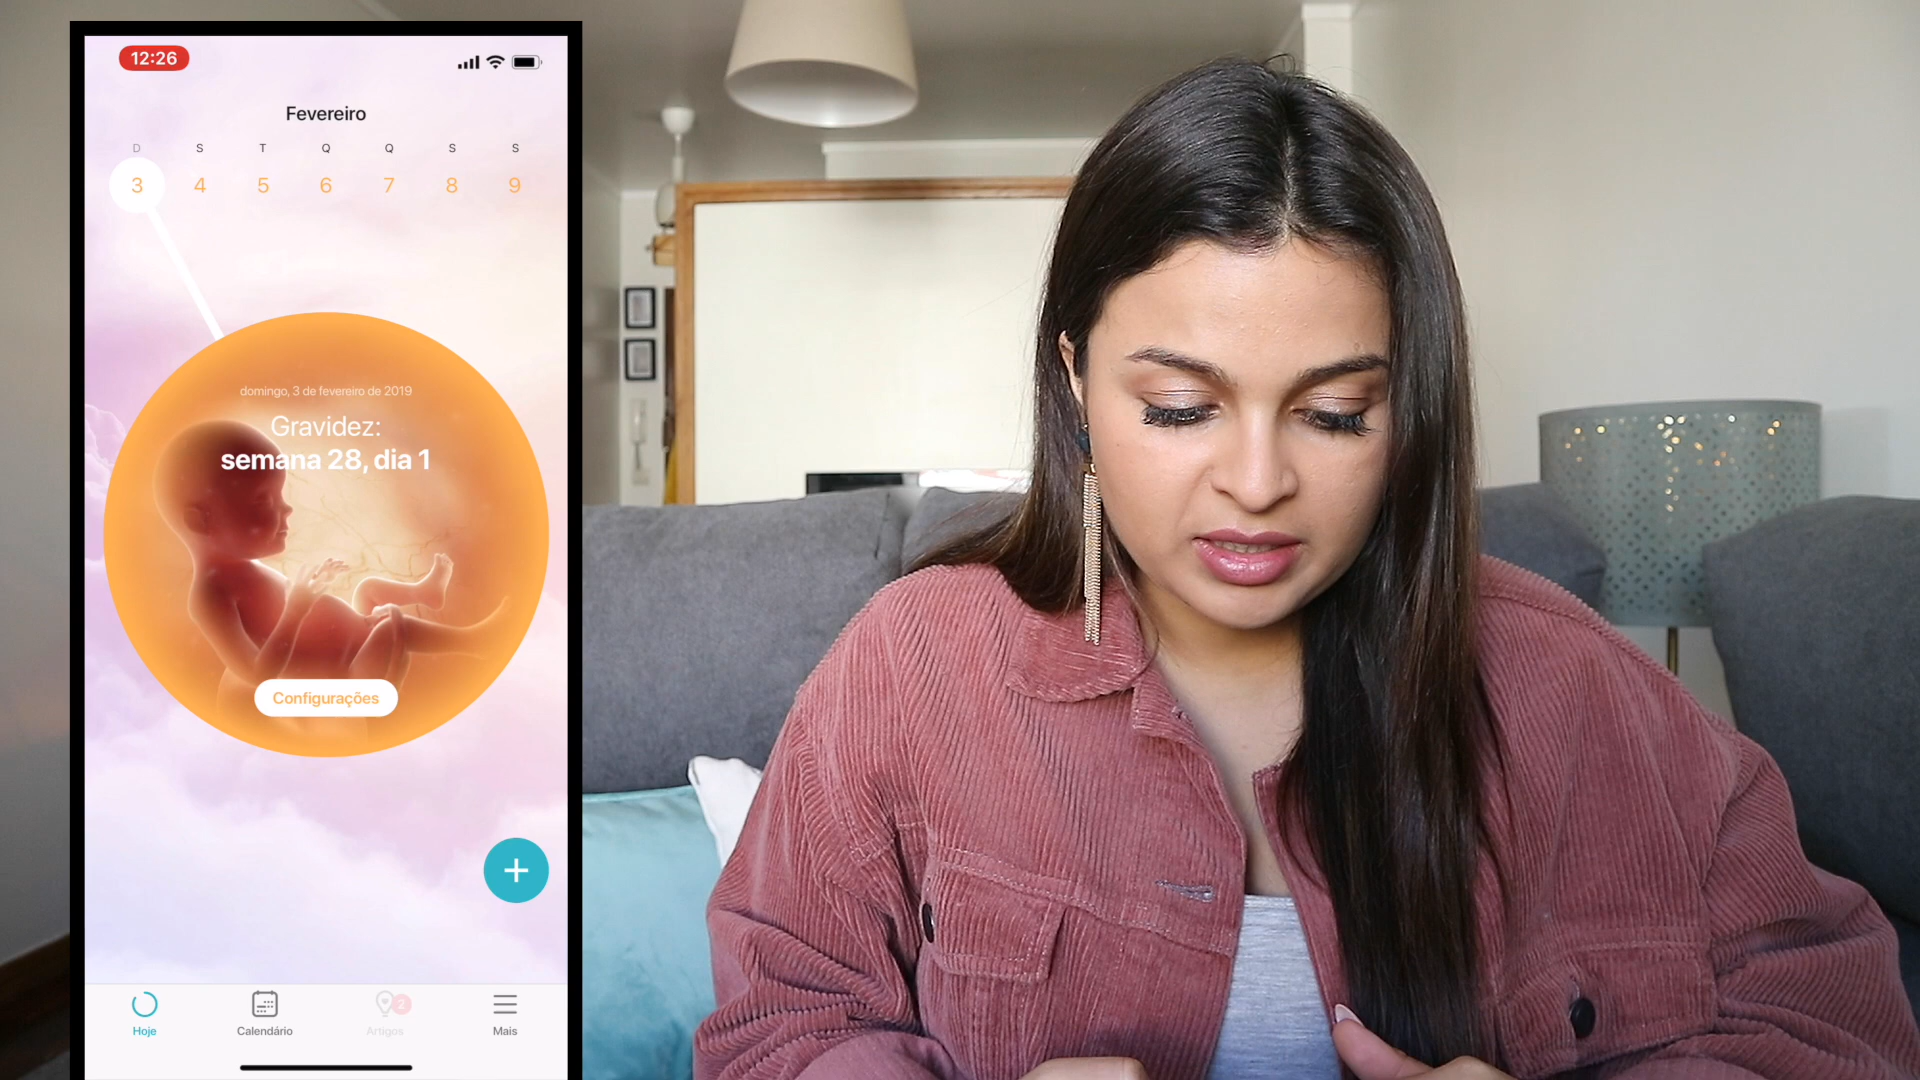 12:26
Fevereiro
D S T Q Q S S
3 4 5 6 7 8 9
domingo, 3 de fevereiro de 2019
Gravidez:
semana 28, dia 1
Configurações
+
2
Hoje Calendário Artigos Mais